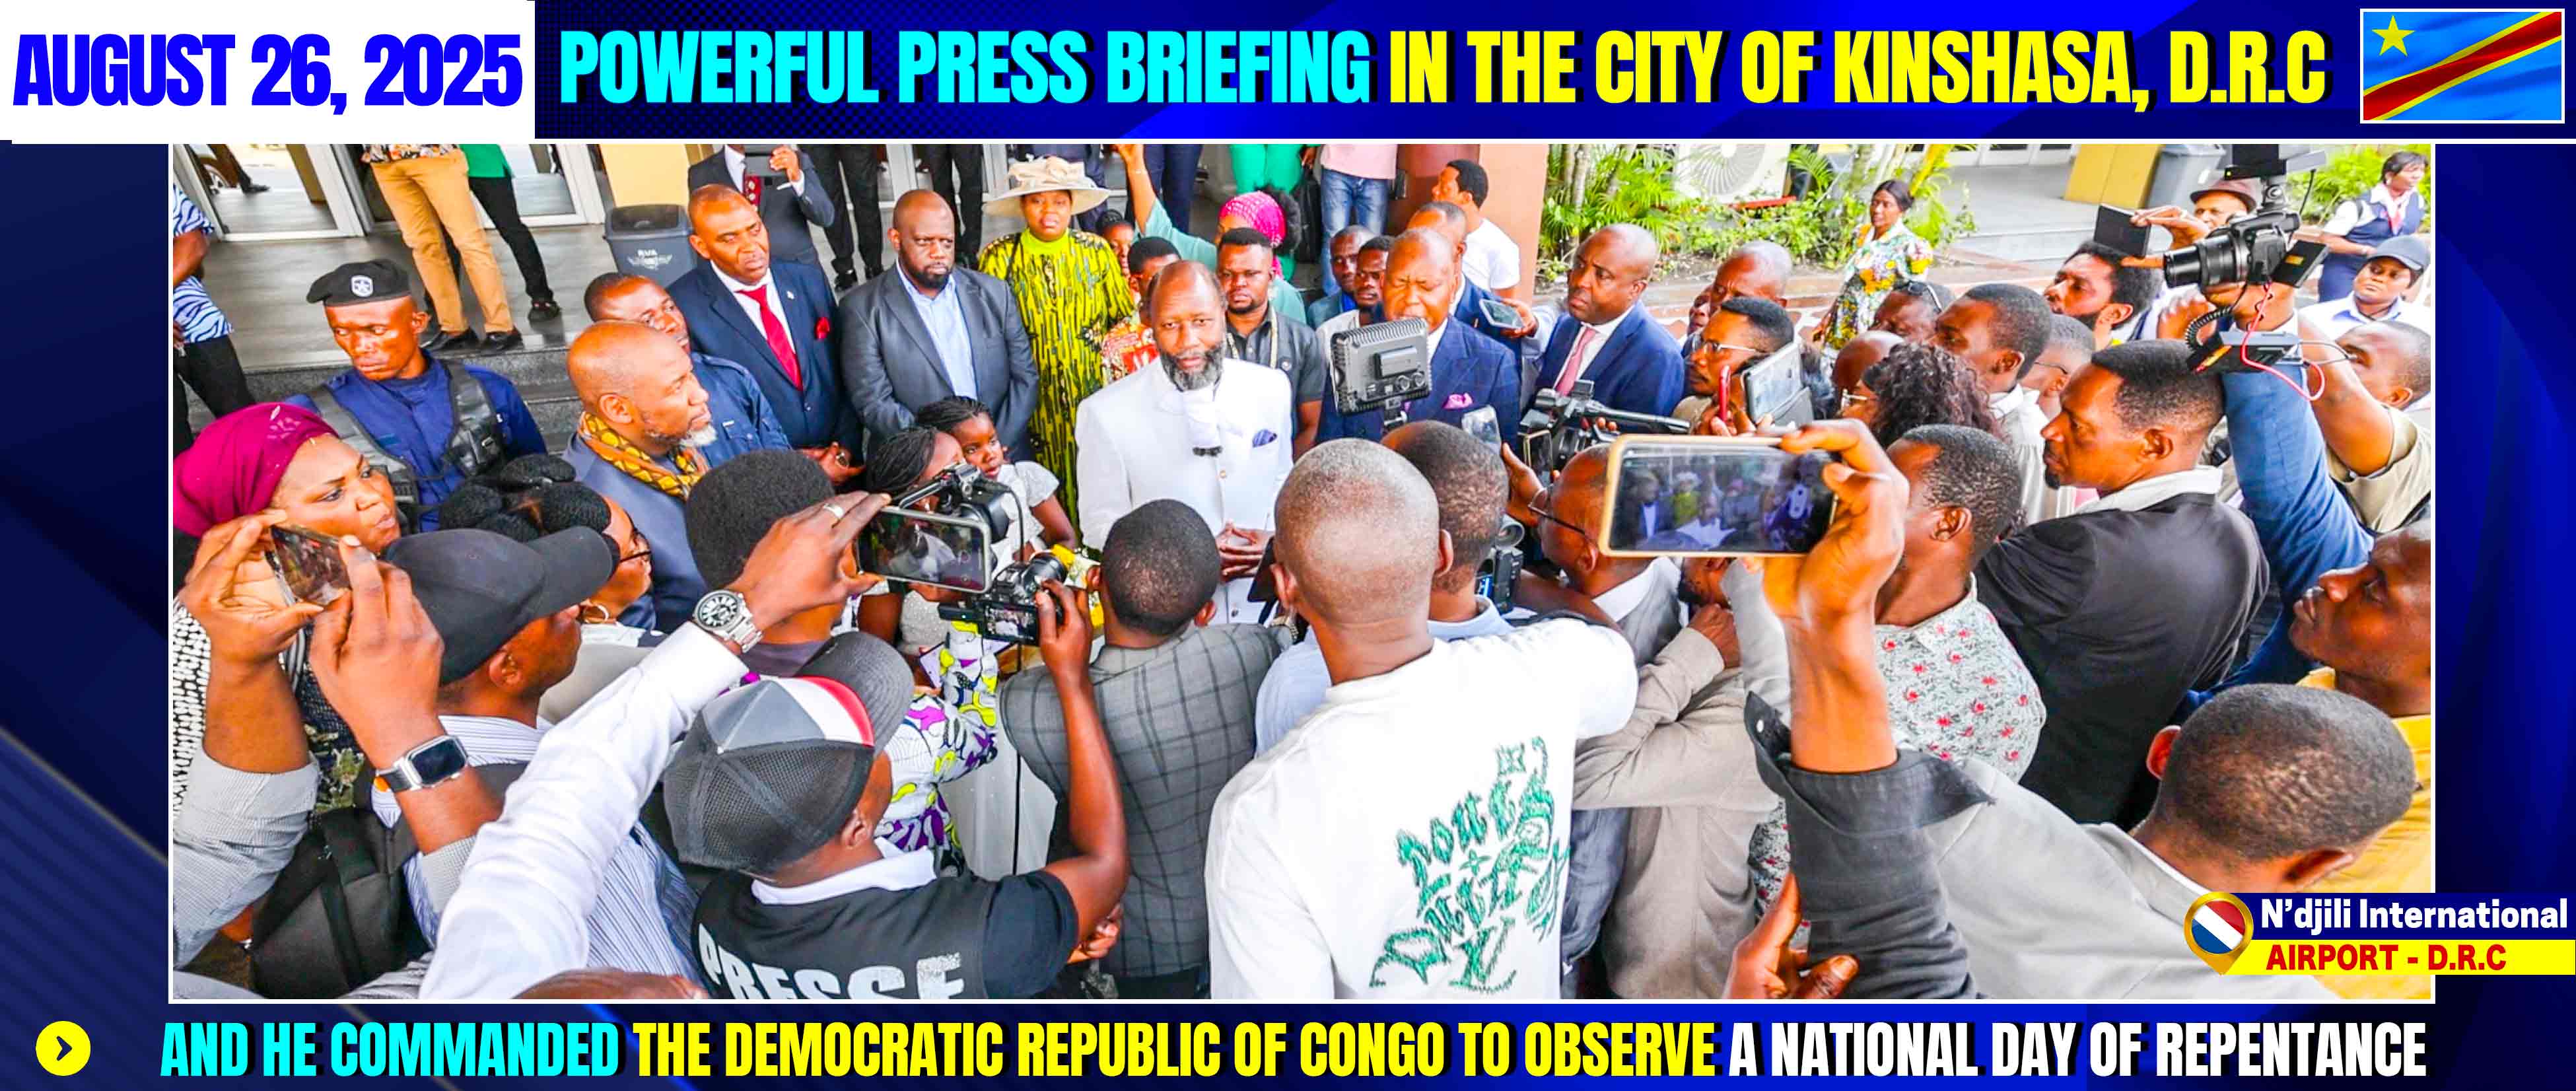 AUGUST 26, 2025
POWERFUL PRESS BRIEFING IN THE CITY OF KINSHASA, D.R.C
PRESSE
N'djili International
AIRPORT - D.R.C
AND HE COMMANDED THE DEMOCRATIC REPUBLIC OF CONGO TO OBSERVE A NATIONAL DAY OF REPENTANCE